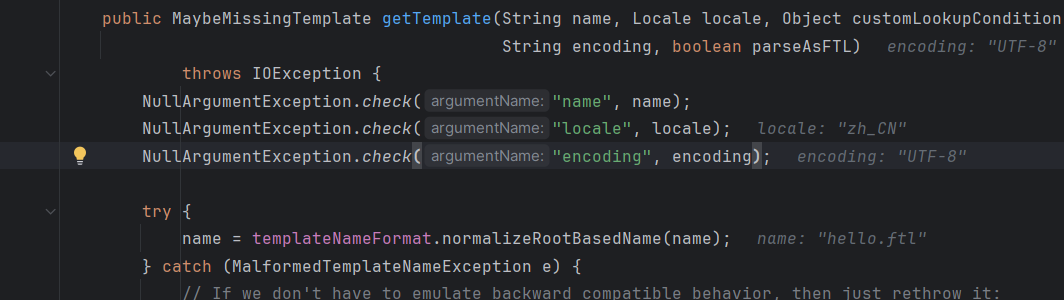 public MaybeMissingTemplate getTemplate(String name, Locale locale, Object customLookupCondition
String encoding, boolean parseAsFTL) encoding: "UTF-8"
throws IOException {
NullArgumentException.check( argumentName: "name", name);
NullArgumentException.check( argumentName: "locale", locale); locale: "zh_CN"
NullArgumentException.check( argumentName: "encoding", encoding); encoding: "UTF-8"
try {
name = templateNameFormat.normalizeRootBasedName(name); name: "hello.ftl"
} catch (MalformedTemplateNameException e) {
// If we don't have to emulate backward compatible behavior, then just rethrow it: